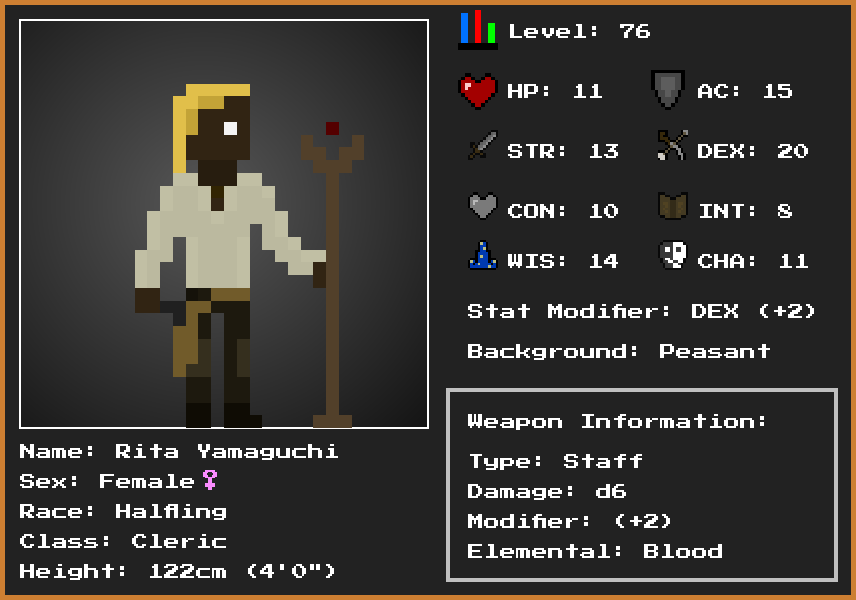 Level: 76
HP: 11 AC: 15
STR: 13 DEX: 20
CON: 10 INT: 8
WIS: 14 CHA: 11
Stat Modifier: DEX (+2)
Background: Peasant
Weapon Information:
Type: Staff
Damage: d6
Modifier: (+2)
Elemental: Blood
Name: Rita Yamaguchi
Sex: Female♀
Race: Halfling
Class: Cleric
Height: 122cm (4'0")